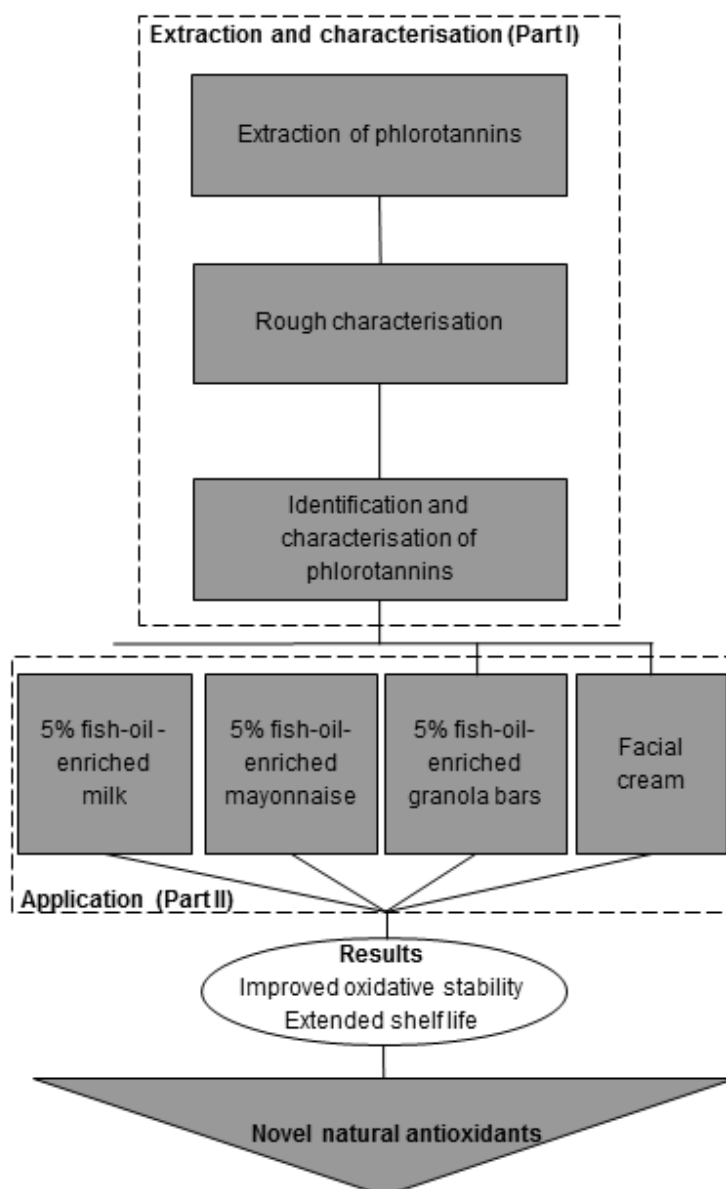 Extraction and characterisation (Part I)
Extraction of phlorotannins
Rough characterisation
Identification and
characterisation of
phlorotannins
5% fish-oil -
enriched
milk
5% fish-oil-
enriched
mayonnaise
5% fish-oil-
enriched
granola bars
Facial
cream
Application (Part II)
Results
Improved oxidative stability
Extended shelf life
Novel natural antioxidants